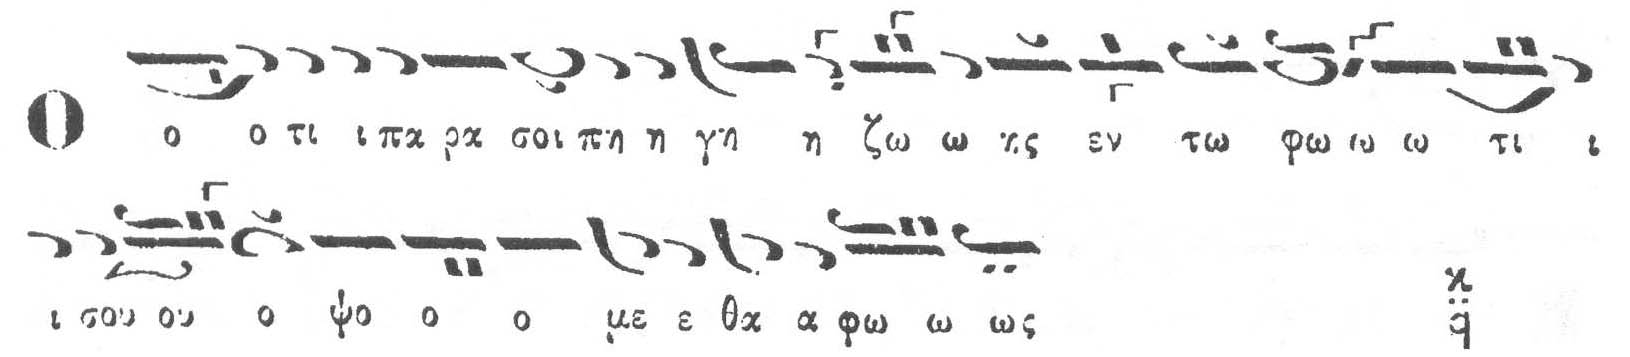 Ο ο ο τι ι πα ρα σοι πη η γη η ζω ω ης εν τω φω ω ω τι ι
ι σου ου ο ψο ο ο με ε θα α φω ω ως